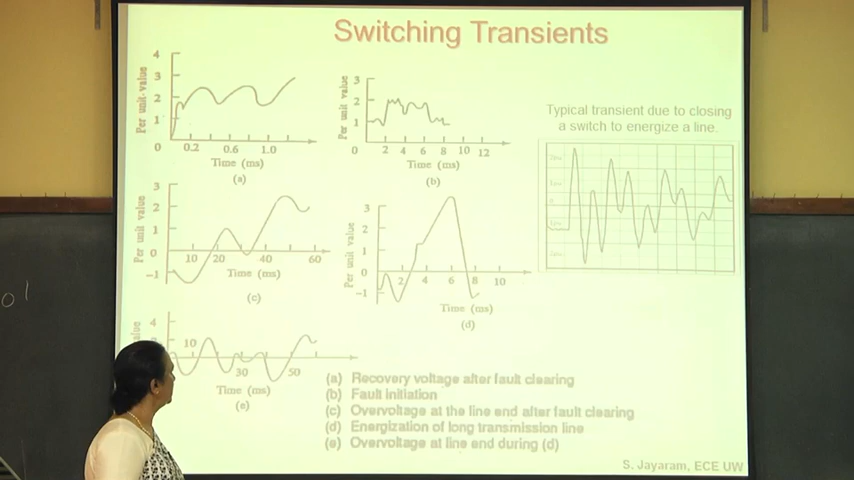 Switching Transients
4
3
2
1
0
Per unit-value
0.2 0.6 1.0
Time (ms)
(a)
3
2
1
0
Per unit value
2 4 6 8 10 12
Time (ms)
(b)
Typical transient due to closing
a switch to energize a line.
3
2
1
0
−1
Per unit value
10 20 40 60
Time (ms)
(c)
3
2
1
0
−1
Per unit value
2 4 6 8 10
Time (ms)
(d)
4
10
30 50
Time (ms)
(e)
(a) Recovery voltage after fault clearing
(b) Fault initiation
(c) Overvoltage at the line end after fault clearing
(d) Energization of long transmission line
(e) Overvoltage at line end during (d)
S. Jayaram, ECE UW